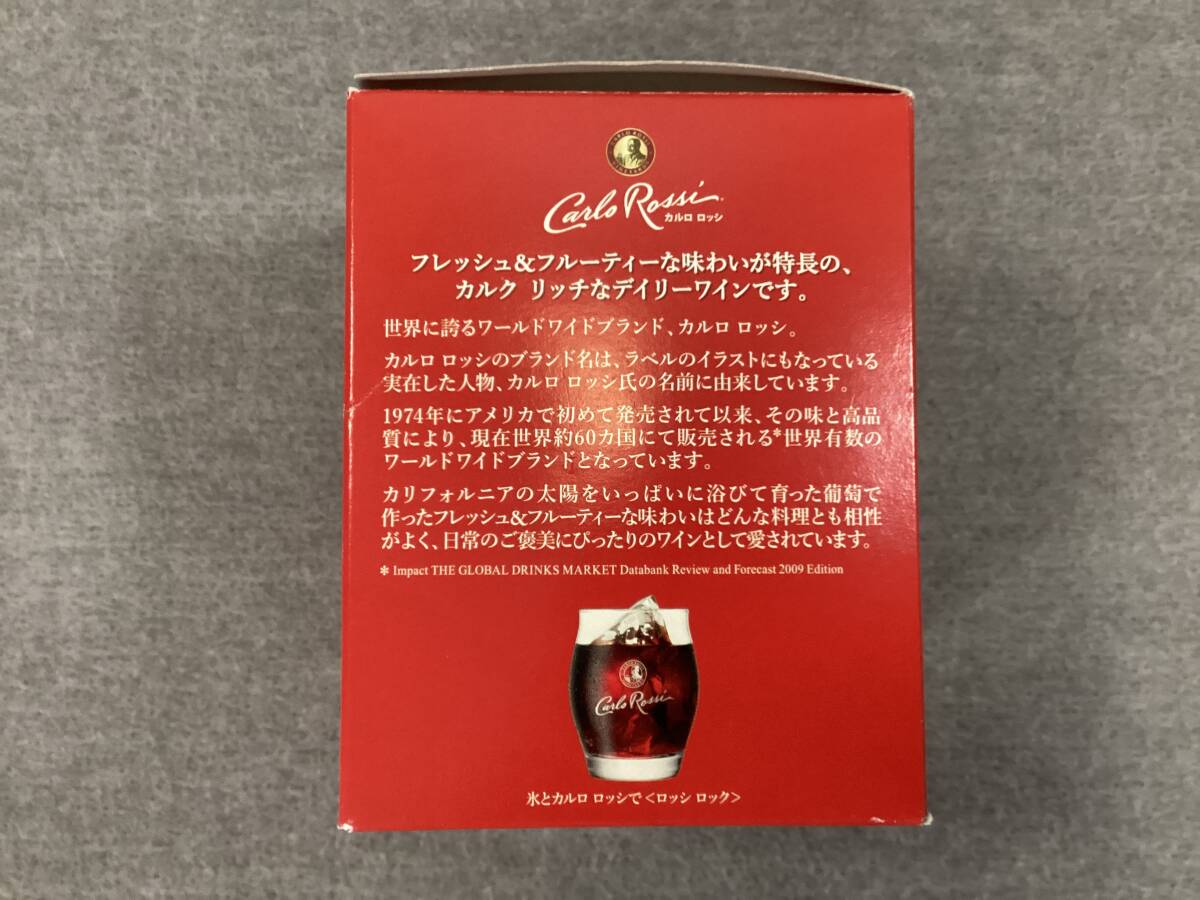 Carlo Rossi
カルロ ロッシ
フレッシュ&フルーティーな味わいが特長の、
カルク リッチなデイリーワインです。
世界に誇るワールドワイドブランド、カルロ ロッシ。
カルロ ロッシのブランド名は、ラベルのイラストにもなっている
実在した人物、カルロ ロッシ氏の名前に由来しています。
1974年にアメリカで初めて発売されて以来、その味と高品
質により、現在世界約60カ国にて販売される*世界有数の
ワールドワイドブランドとなっています。
カリフォルニアの太陽をいっぱいに浴びて育った葡萄で
作ったフレッシュ&フルーティーな味わいはどんな料理とも相性
がよく、日常のご褒美にぴったりのワインとして愛されています。
* Impact THE GLOBAL DRINKS MARKET Databank Review and Forecast 2009 Edition
Carlo Rossi
氷とカルロ ロッシで<ロッシ ロック>